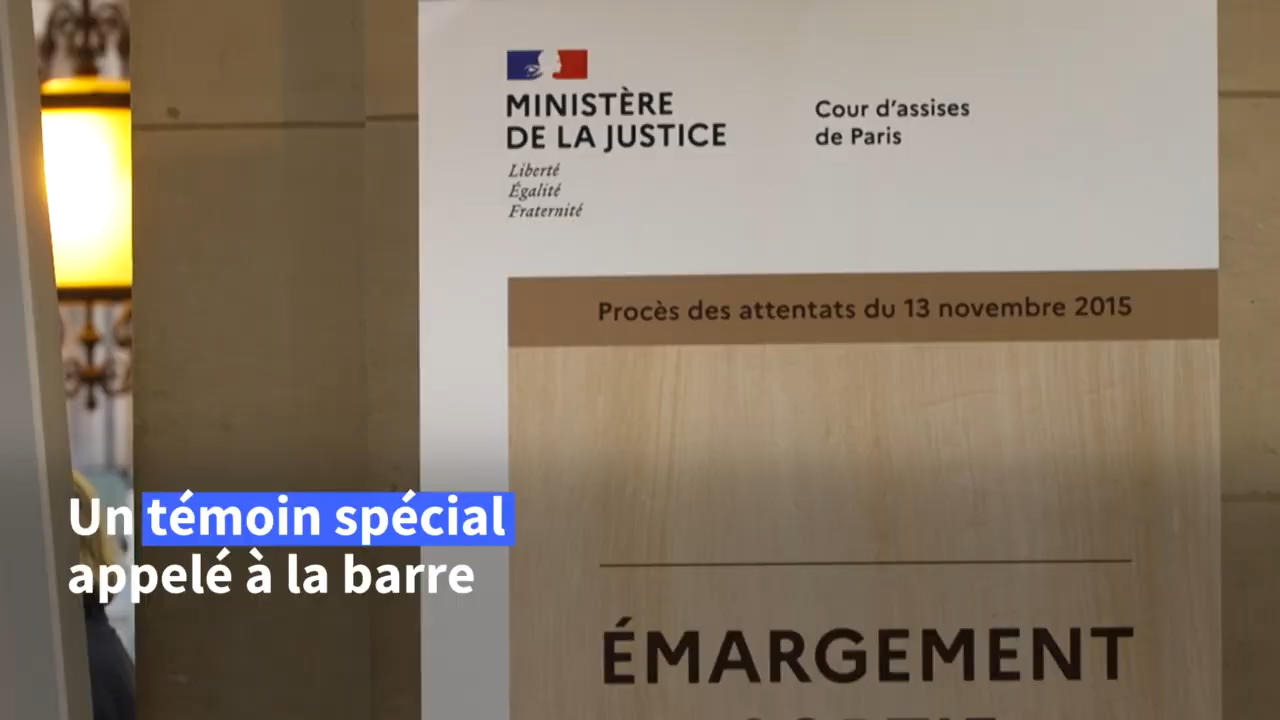 MINISTÈRE
DE LA JUSTICE
Liberté
Égalité
Fraternité
Cour d'assises
de Paris
Procès des attentats du 13 novembre 2015
Un témoin spécial
appelé à la barre
ÉMARGEMENT